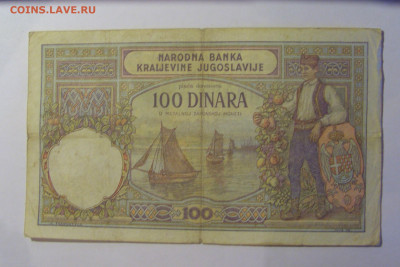 COINS.LAVE.RU
NARODNA BANKA
KRALJEVINE JUGOSLAVIJE
100 DINARA
100